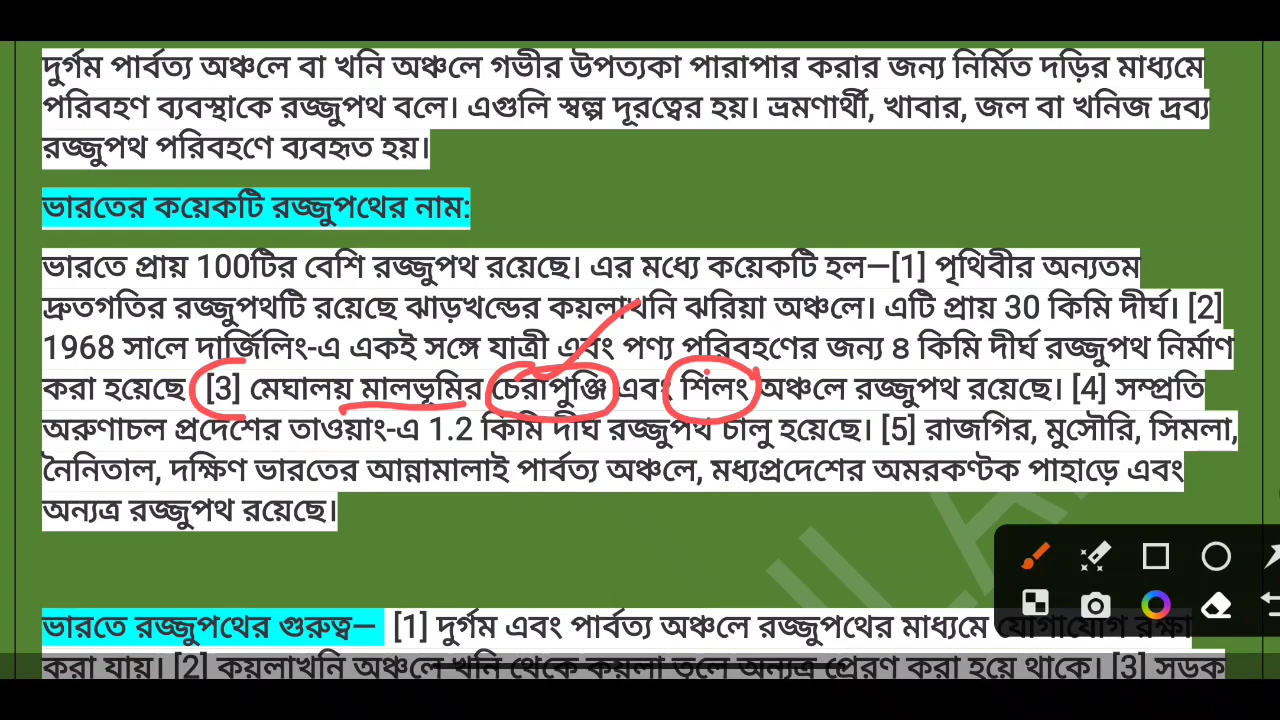 দুর্গম পার্বত্য অঞ্চলে বা খনি অঞ্চলে গভীর উপত্যকা পারাপার করার জন্য নির্মিত দড়ির মাধ্যমে
পরিবহণ ব্যবস্থাকে রজ্জুপথ বলে। এগুলি স্বল্প দূরত্বের হয়। ভ্রমণার্থী, খাবার, জল বা খনিজ দ্রব্য
রজ্জুপথ পরিবহণে ব্যবহৃত হয়।
ভারতের কয়েকটি রজ্জুপথের নাম:
ভারতে প্রায় 100টির বেশি রজ্জুপথ রয়েছে। এর মধ্যে কয়েকটি হল—[1] পৃথিবীর অন্যতম
দ্রুতগতির রজ্জুপথটি রয়েছে ঝাড়খন্ডের কয়লাখনি ঝরিয়া অঞ্চলে। এটি প্রায় 30 কিমি দীর্ঘ। [2]
1968 সালে দার্জিলিং-এ একই সঙ্গে যাত্রী এবং পণ্য পরিবহণের জন্য ৪ কিমি দীর্ঘ রজ্জুপথ নির্মাণ
করা হয়েছে [3] মেঘালয় মালভূমির চেরাপুঞ্জি এবং শিলং অঞ্চলে রজ্জুপথ রয়েছে। [4] সম্প্রতি
অরুণাচল প্রদেশের তাওয়াং-এ 1.2 কিমি দীর্ঘ রজ্জুপথ চালু হয়েছে। [5] রাজগির, মুসৌরি, সিমলা,
নৈনিতাল, দক্ষিণ ভারতের আন্নামালাই পার্বত্য অঞ্চলে, মধ্যপ্রদেশের অমরকণ্টক পাহাড়ে এবং
অন্যত্র রজ্জুপথ রয়েছে।
ভারতে রজ্জুপথের গুরুত্ব— [1] দুর্গম এবং পার্বত্য অঞ্চলে রজ্জুপথের মাধ্যমে যোগাযোগ রক্ষা
করা যায়। [2] কয়লাখনি অঞ্চলে খনি থেকে কয়লা তুলে অন্যত্র প্রেরণ করা হয়ে থাকে। [3] সড়ক